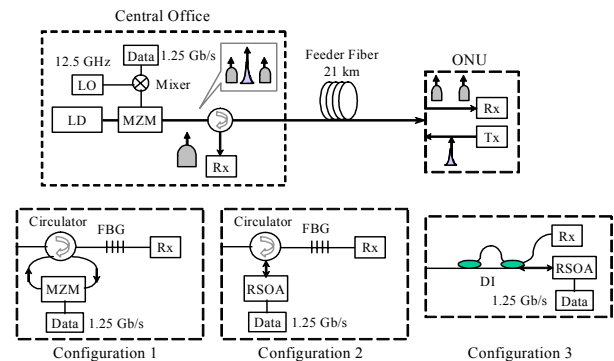 Central Office
Data 1.25 Gb/s
12.5 GHz
LO
Mixer
LD
MZM
Rx
Feeder Fiber
21 km
ONU
Rx
Tx
Circulator
FBG
Rx
MZM
Data 1.25 Gb/s
Configuration 1
Circulator
FBG
Rx
RSOA
Data 1.25 Gb/s
Configuration 2
Rx
DI
RSOA
1.25 Gb/s
Data
Configuration 3